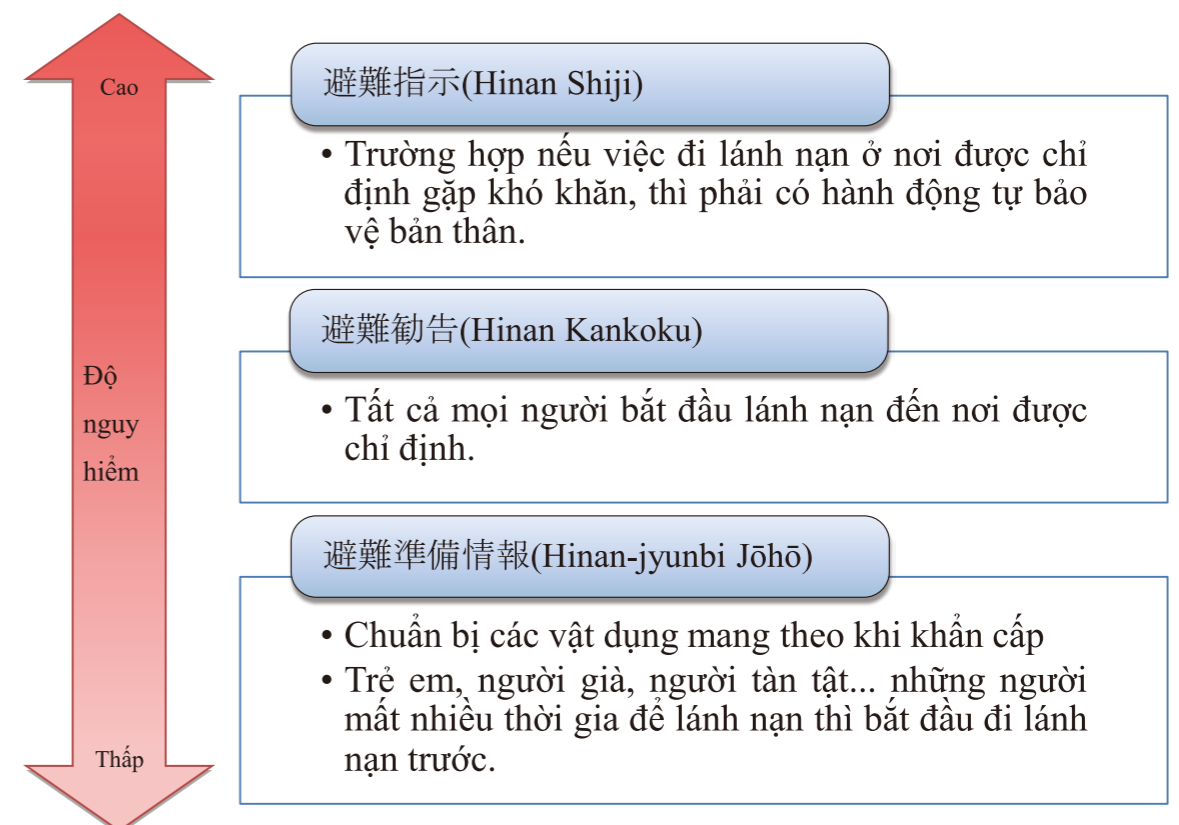 Cao
Độ
nguy
hiểm
Thấp
避難指示(Hinan Shiji)
• Trường hợp nếu việc đi lánh nạn ở nơi được chỉ
định gặp khó khăn, thì phải có hành động tự bảo
vệ bản thân.
避難勧告(Hinan Kankoku)
• Tất cả mọi người bắt đầu lánh nạn đến nơi được
chỉ định.
避難準備情報(Hinan-jyunbi Jōhō)
• Chuẩn bị các vật dụng mang theo khi khẩn cấp
• Trẻ em, người già, người tàn tật... những người
mất nhiều thời gia để lánh nạn thì bắt đầu đi lánh
nạn trước.